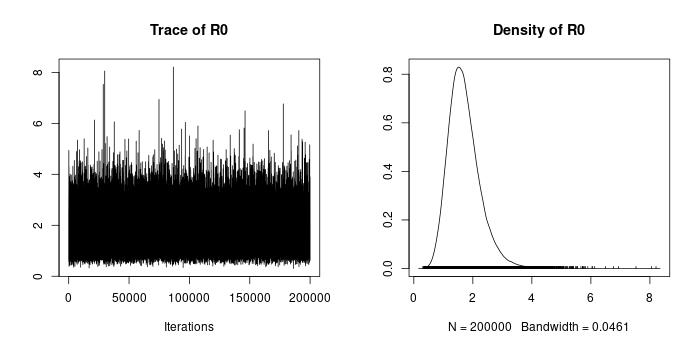 Trace of R0
8
6
4
2
0
0 50000 100000 150000 200000
Iterations
Density of R0
0.8
0.6
0.4
0.2
0.0
0 2 4 6 8
N = 200000 Bandwidth = 0.0461